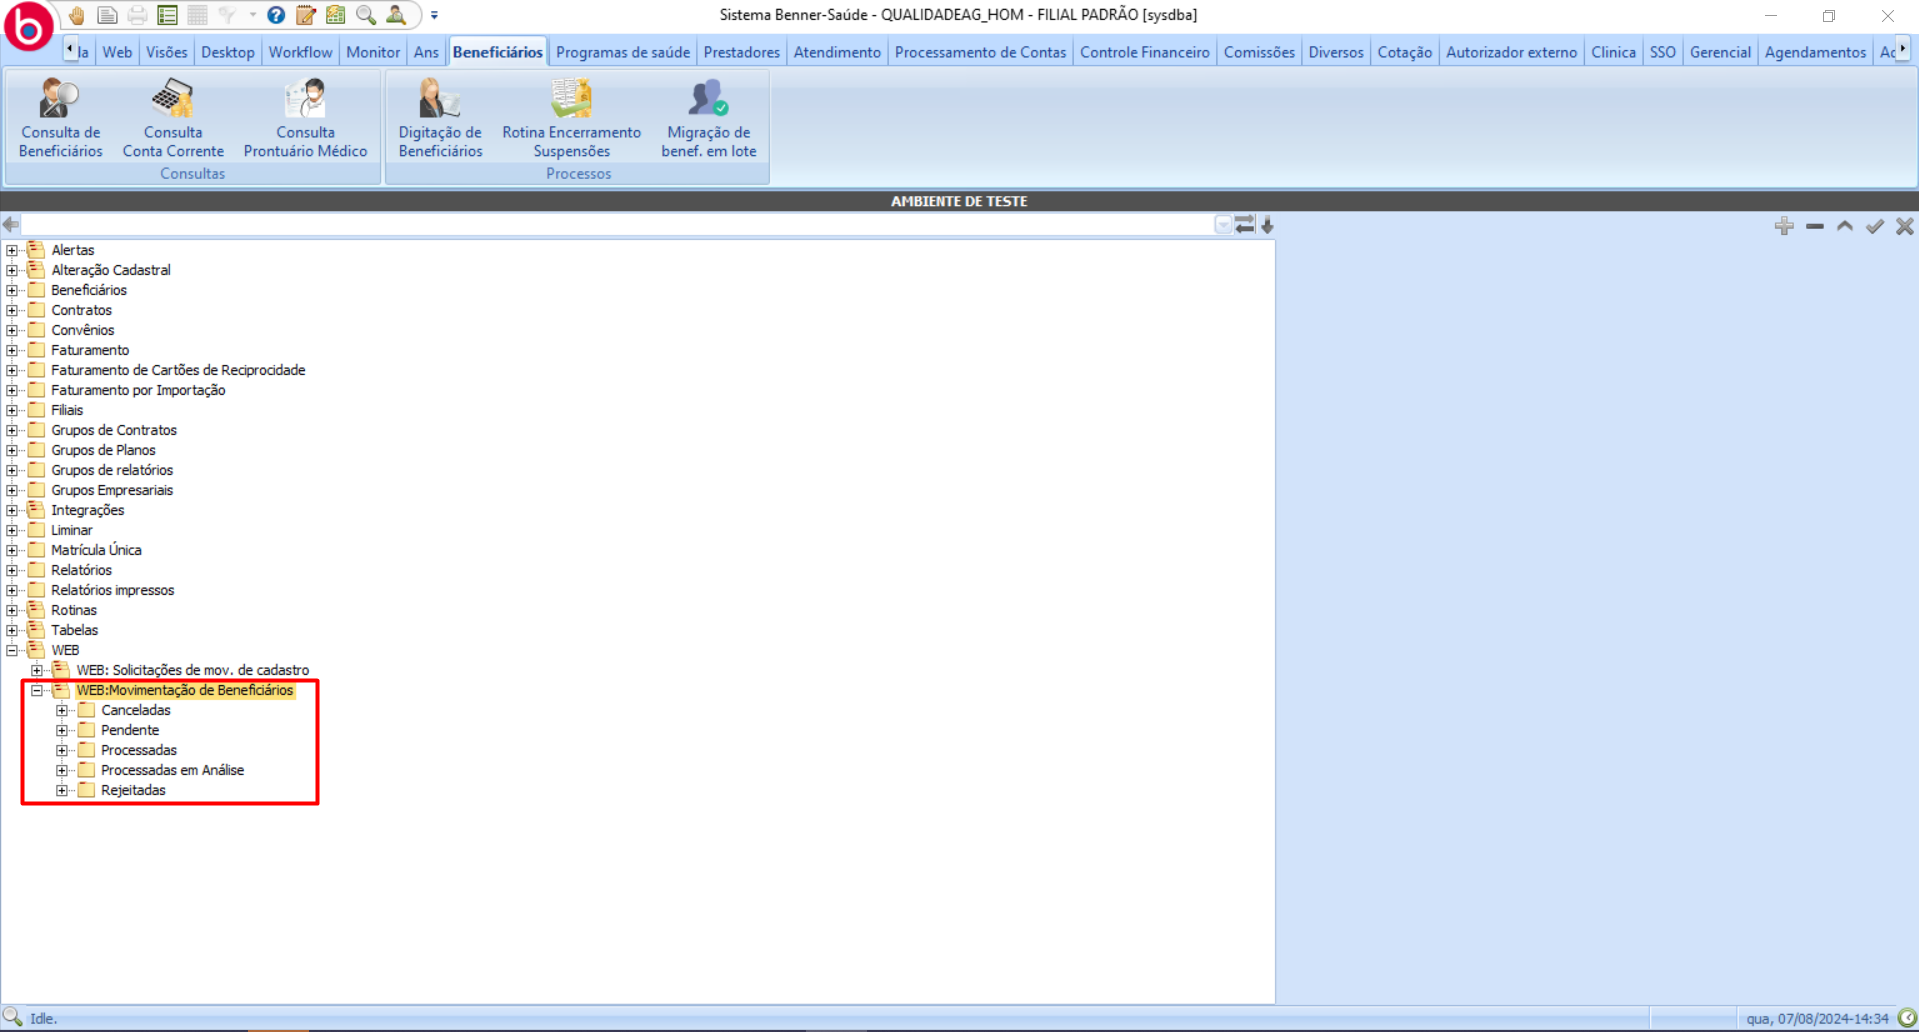 Sistema Benner-Saúde - QUALIDADEAG_HOM - FILIAL PADRÃO [sysdba]
la Web Visões Desktop Workflow Monitor Ans Beneficiários Programas de saúde Prestadores Atendimento Processamento de Contas Controle Financeiro Comissões Diversos Cotação Autorizador externo Clinica SSO Gerencial Agendamentos
Consulta de Beneficiários
Consulta Conta Corrente
Consulta Prontuário Médico
Consultas
Digitação de Beneficiários
Rotina Encerramento Suspensões
Migração de benef. em lote
Processos
AMBIENTE DE TESTE
Alertas
Alteração Cadastral
Beneficiários
Contratos
Convênios
Faturamento
Faturamento de Cartões de Reciprocidade
Faturamento por Importação
Filiais
Grupos de Contratos
Grupos de Planos
Grupos de relatórios
Grupos Empresariais
Integrações
Liminar
Matrícula Única
Relatórios
Relatórios impressos
Rotinas
Tabelas
WEB
WEB: Solicitações de mov. de cadastro
WEB:Movimentação de Beneficiários
Canceladas
Pendente
Processadas
Processadas em Análise
Rejeitadas
Idle.
qua, 07/08/2024-14:34